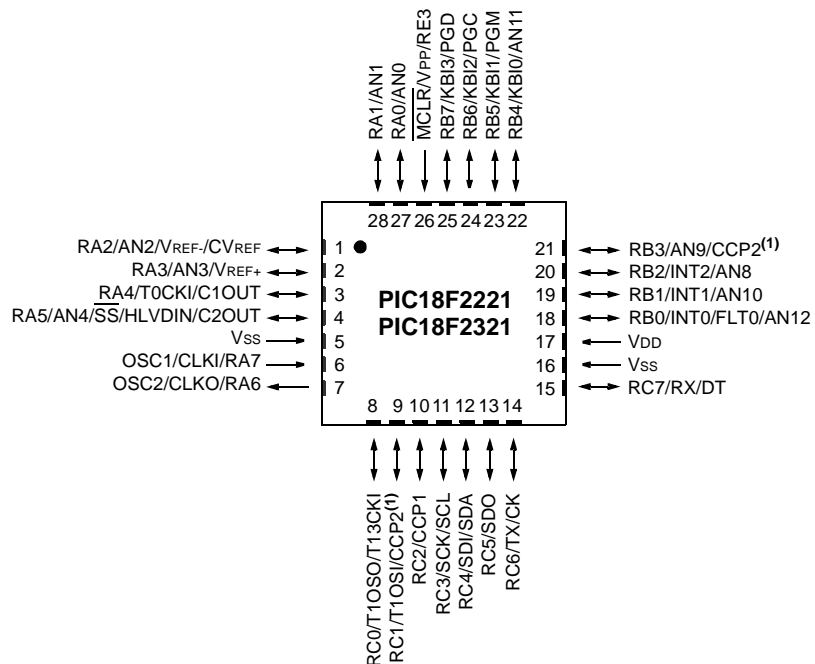 RA1/AN1
RA0/AN0
MCLR/VPP/RE3
RB7/KBI3/PGD
RB6/KBI2/PGC
RB5/KBI1/PGM
RB4/KBI0/AN11
28 27 26 25 24 23 22
RA2/AN2/VREF-/CVREF 1
RA3/AN3/VREF+ 2
RA4/T0CKI/C1OUT 3
RA5/AN4/SS/HLVDIN/C2OUT 4
VSS 5
OSC1/CLKI/RA7 6
OSC2/CLKO/RA6 7
PIC18F2221
PIC18F2321
21 RB3/AN9/CCP2(1)
20 RB2/INT2/AN8
19 RB1/INT1/AN10
18 RB0/INT0/FLT0/AN12
17 VDD
16 VSS
15 RC7/RX/DT
8 9 10 11 12 13 14
RC0/T1OSO/T13CKI
RC1/T1OSI/CCP2(1)
RC2/CCP1
RC3/SCK/SCL
RC4/SDI/SDA
RC5/SDO
RC6/TX/CK